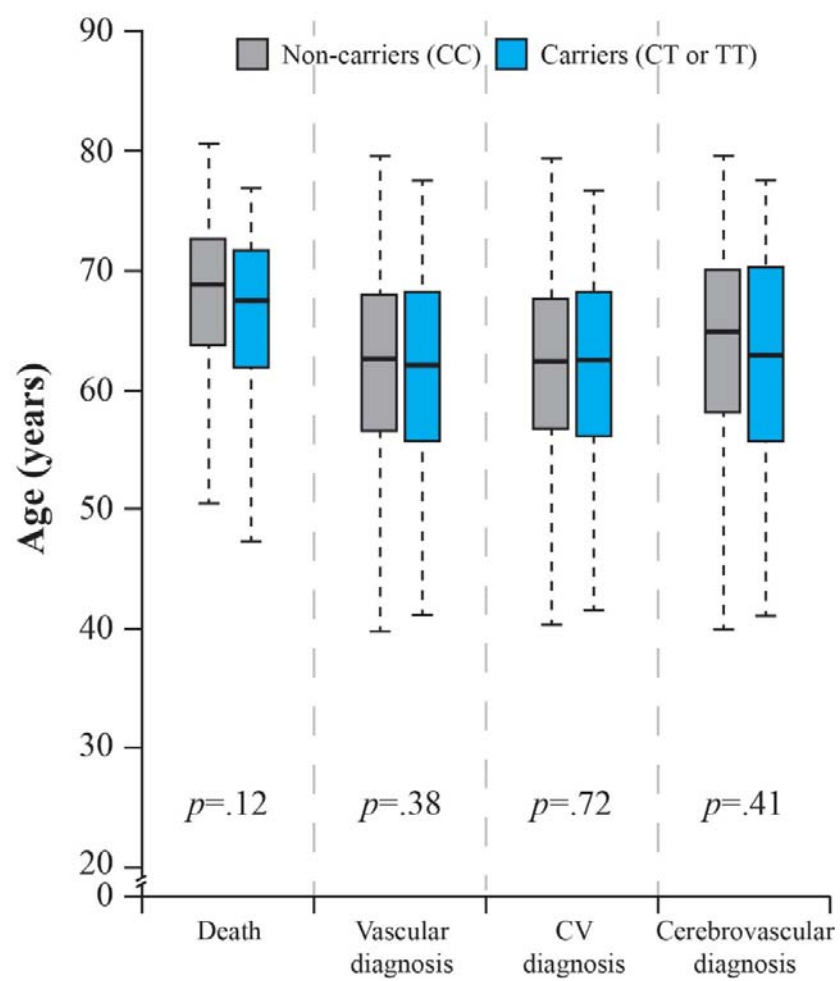 90
Non-carriers (CC) Carriers (CT or TT)
80
70
60
50
40
30
20
0
Age (years)
p=.12 p=.38 p=.72 p=.41
Death Vascular diagnosis CV diagnosis Cerebrovascular diagnosis